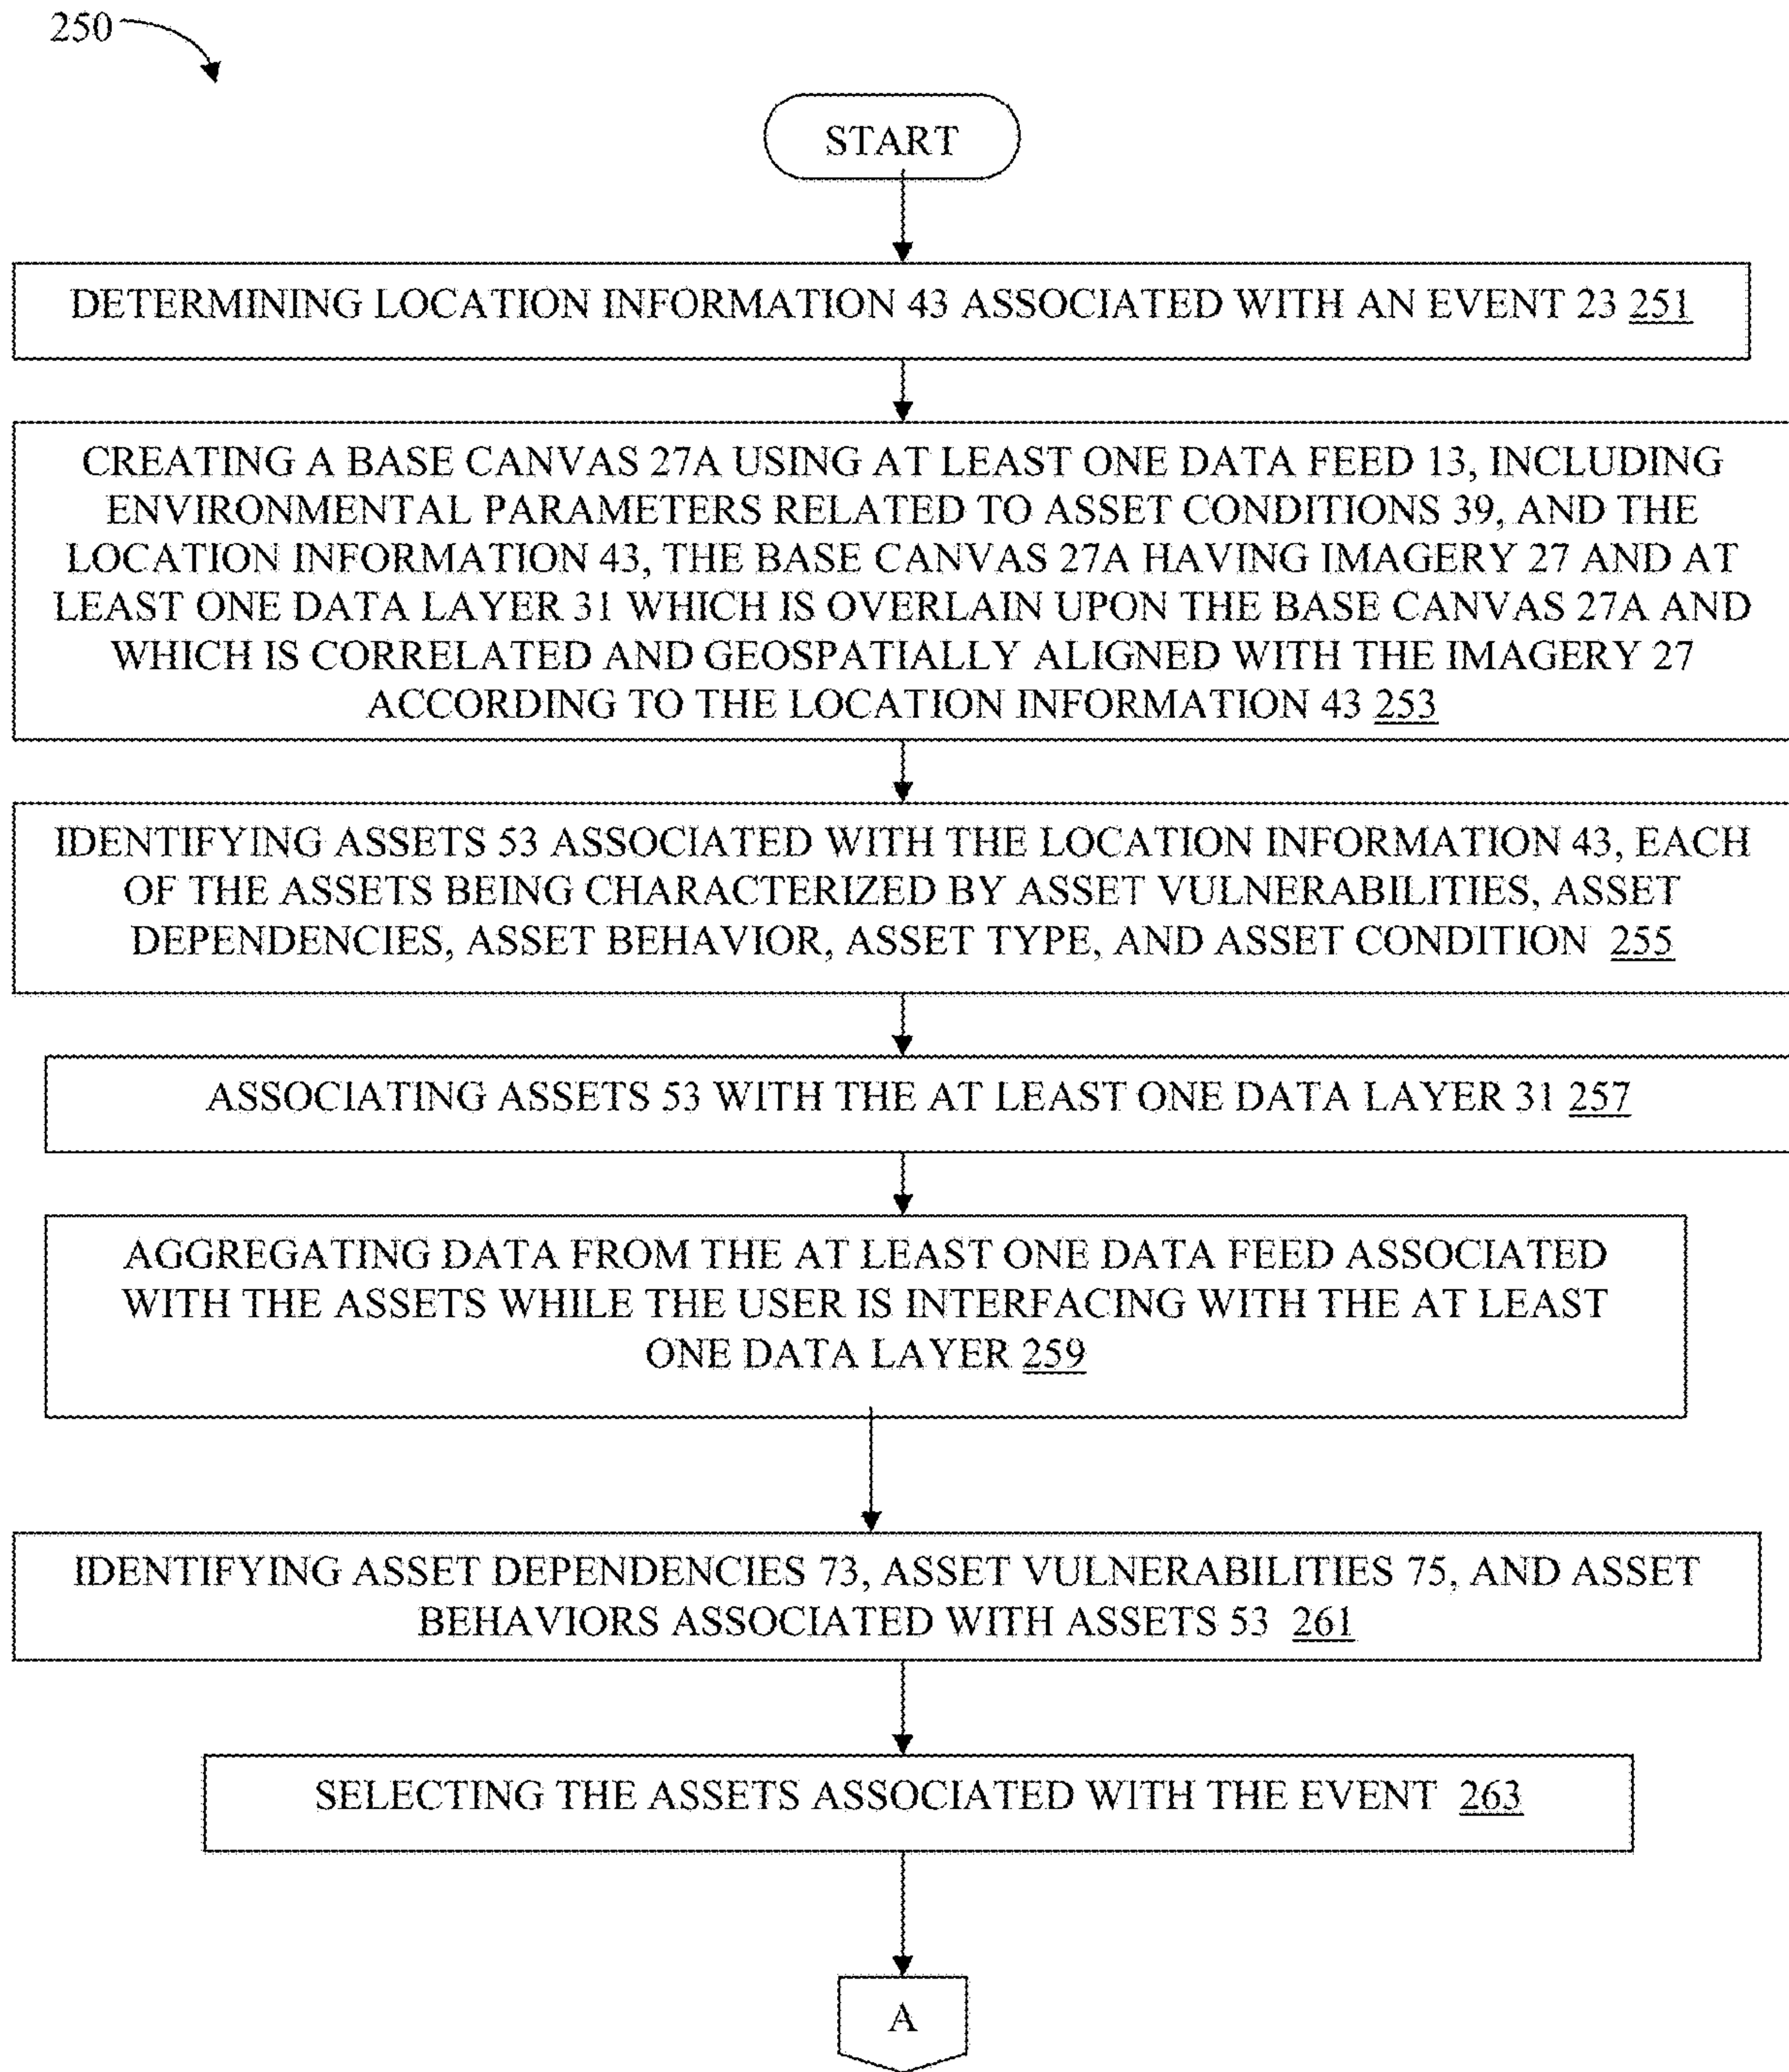 250
START
DETERMINING LOCATION INFORMATION 43 ASSOCIATED WITH AN EVENT 23 251
CREATING A BASE CANVAS 27A USING AT LEAST ONE DATA FEED 13, INCLUDING
ENVIRONMENTAL PARAMETERS RELATED TO ASSET CONDITIONS 39, AND THE
LOCATION INFORMATION 43, THE BASE CANVAS 27A HAVING IMAGERY 27 AND AT
LEAST ONE DATA LAYER 31 WHICH IS OVERLAIN UPON THE BASE CANVAS 27A AND
WHICH IS CORRELATED AND GEOSPATIALLY ALIGNED WITH THE IMAGERY 27
ACCORDING TO THE LOCATION INFORMATION 43 253
IDENTIFYING ASSETS 53 ASSOCIATED WITH THE LOCATION INFORMATION 43, EACH
OF THE ASSETS BEING CHARACTERIZED BY ASSET VULNERABILITIES, ASSET
DEPENDENCIES, ASSET BEHAVIOR, ASSET TYPE, AND ASSET CONDITION 255
ASSOCIATING ASSETS 53 WITH THE AT LEAST ONE DATA LAYER 31 257
AGGREGATING DATA FROM THE AT LEAST ONE DATA FEED ASSOCIATED
WITH THE ASSETS WHILE THE USER IS INTERFACING WITH THE AT LEAST
ONE DATA LAYER 259
IDENTIFYING ASSET DEPENDENCIES 73, ASSET VULNERABILITIES 75, AND ASSET
BEHAVIORS ASSOCIATED WITH ASSETS 53 261
SELECTING THE ASSETS ASSOCIATED WITH THE EVENT 263
A